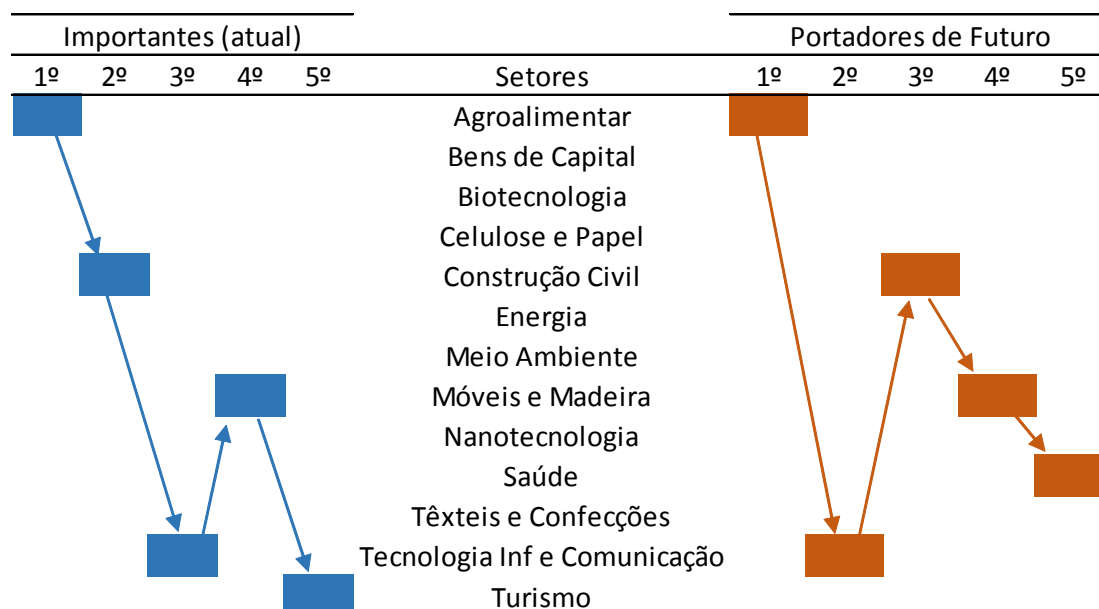 Importantes (atual) Portadores de Futuro
1º 2º 3º 4º 5º Setores 1º 2º 3º 4º 5º
Agroalimentar
Bens de Capital
Biotecnologia
Celulose e Papel
Construção Civil
Energia
Meio Ambiente
Móveis e Madeira
Nanotecnologia
Saúde
Têxteis e Confecções
Tecnologia Inf e Comunicação
Turismo